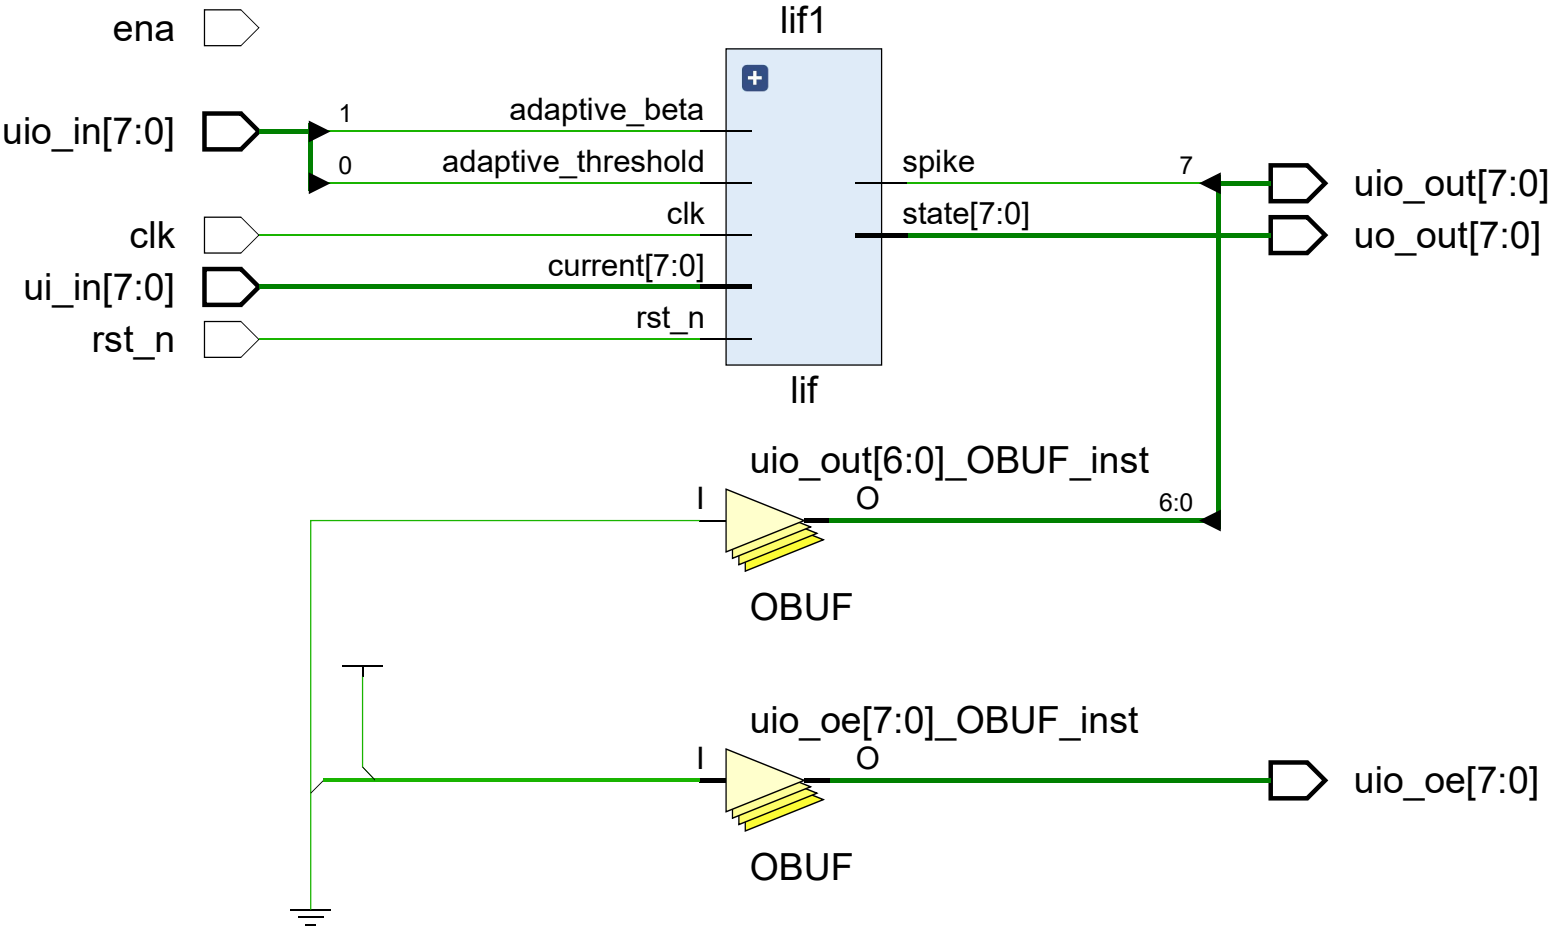 lif1
ena
uio_in[7:0]
1
adaptive_beta
0
adaptive_threshold
spike
7
uio_out[7:0]
clk
clk
state[7:0]
uo_out[7:0]
ui_in[7:0]
current[7:0]
rst_n
rst_n
lif
uio_out[6:0]_OBUF_inst
I
O
6:0
OBUF
uio_oe[7:0]_OBUF_inst
I
O
uio_oe[7:0]
OBUF